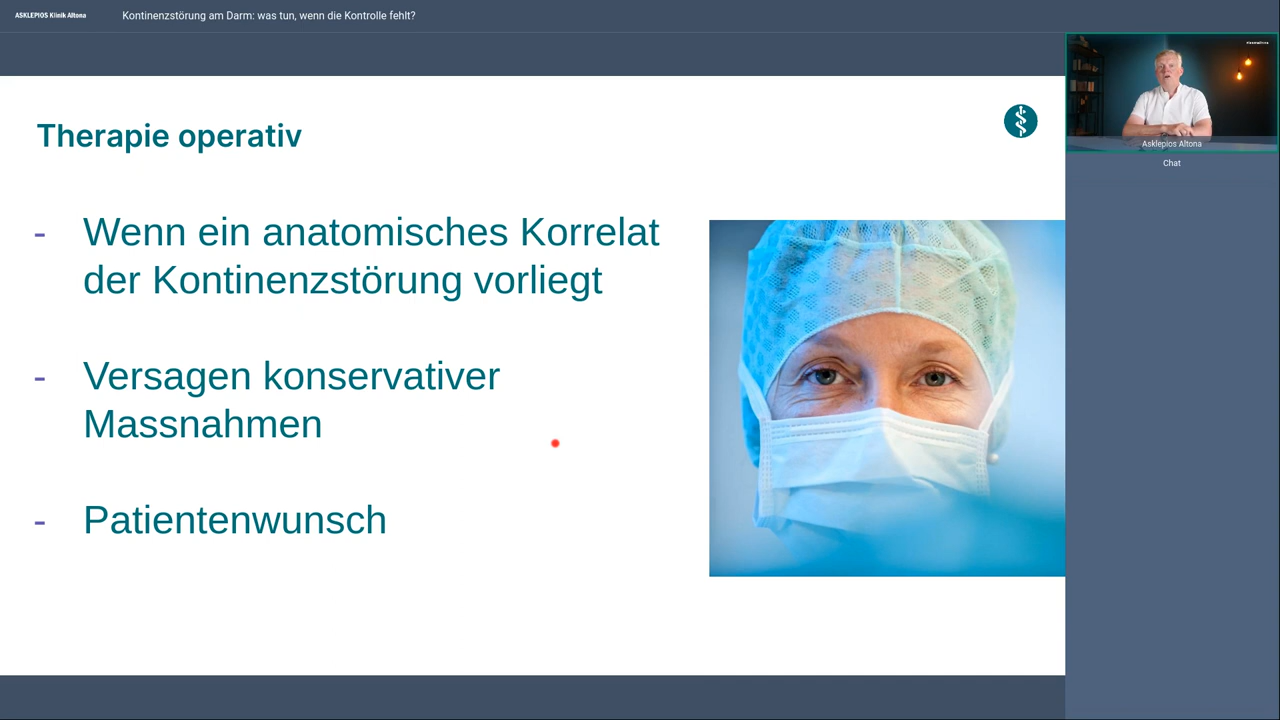 ASKLEPIOS Klinik Altona
Kontinenzstörung am Darm: was tun, wenn die Kontrolle fehlt?
Therapie operativ
- Wenn ein anatomisches Korrelat
der Kontinenzstörung vorliegt
- Versagen konservativer
Massnahmen
- Patientenwunsch
Asklepios Altona
Chat